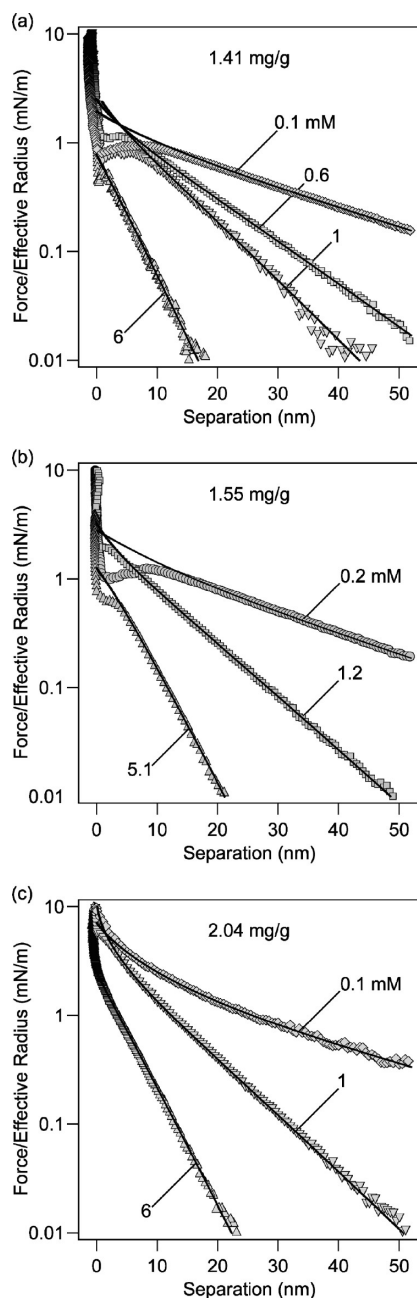 (a)
1.41 mg/g
0.1 mM
0.6
1
6
10
1
0.1
0.01
Force/Effective Radius (mN/m)
0 10 20 30 40 50
Separation (nm)
(b)
1.55 mg/g
0.2 mM
1.2
5.1
10
1
0.1
0.01
Force/Effective Radius (mN/m)
0 10 20 30 40 50
Separation (nm)
(c)
2.04 mg/g
0.1 mM
1
6
10
1
0.1
0.01
Force/Effective Radius (mN/m)
0 10 20 30 40 50
Separation (nm)